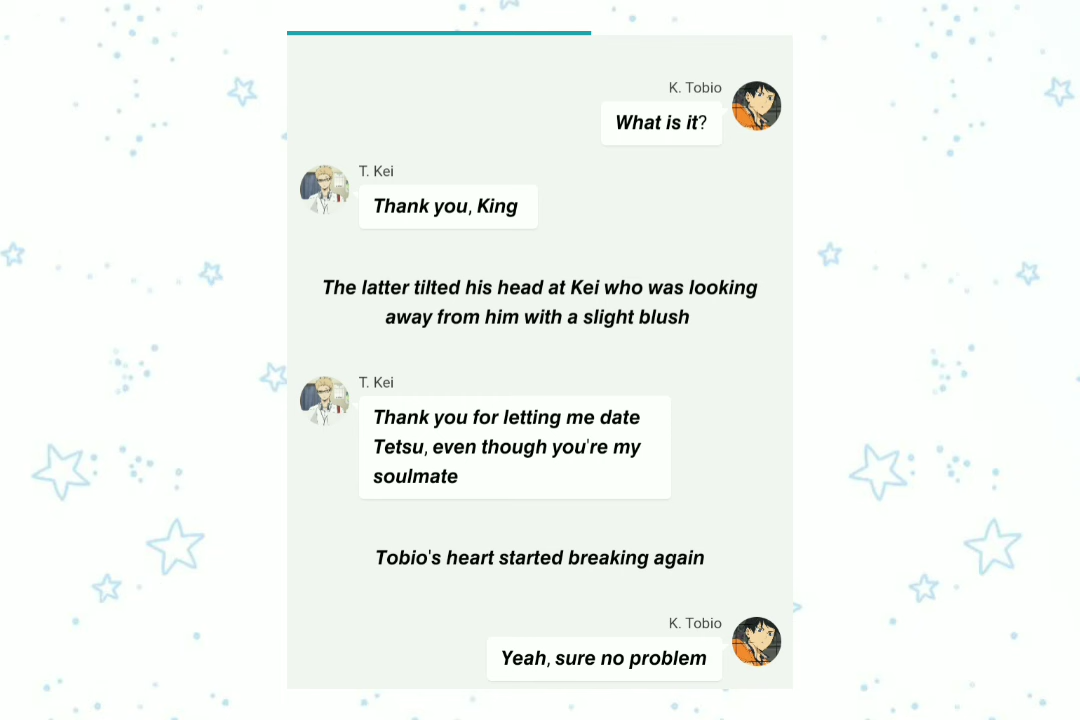 K. Tobio
What is it?
T. Kei
Thank you, King
The latter tilted his head at Kei who was looking
away from him with a slight blush
T. Kei
Thank you for letting me date
Tetsu, even though you're my
soulmate
Tobio's heart started breaking again
K. Tobio
Yeah, sure no problem